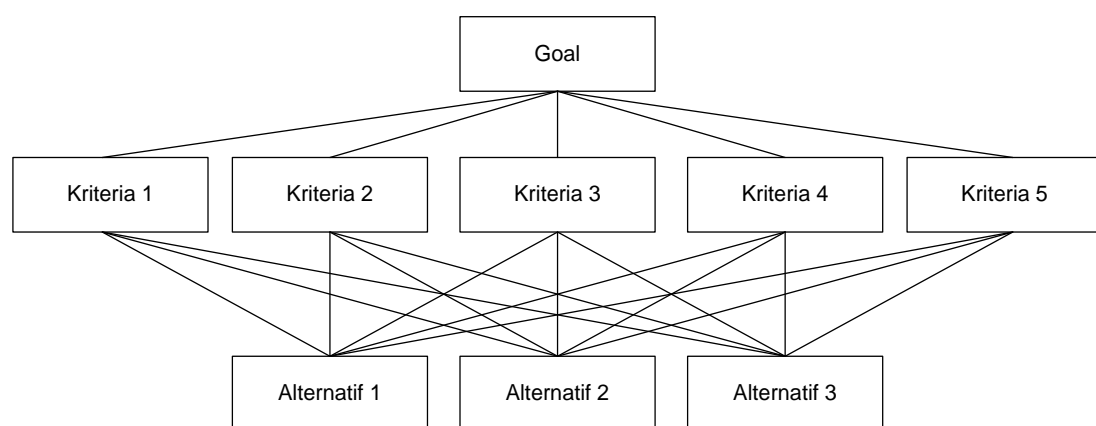 Goal
Kriteria 1
Kriteria 2
Kriteria 3
Kriteria 4
Kriteria 5
Alternatif 1
Alternatif 2
Alternatif 3